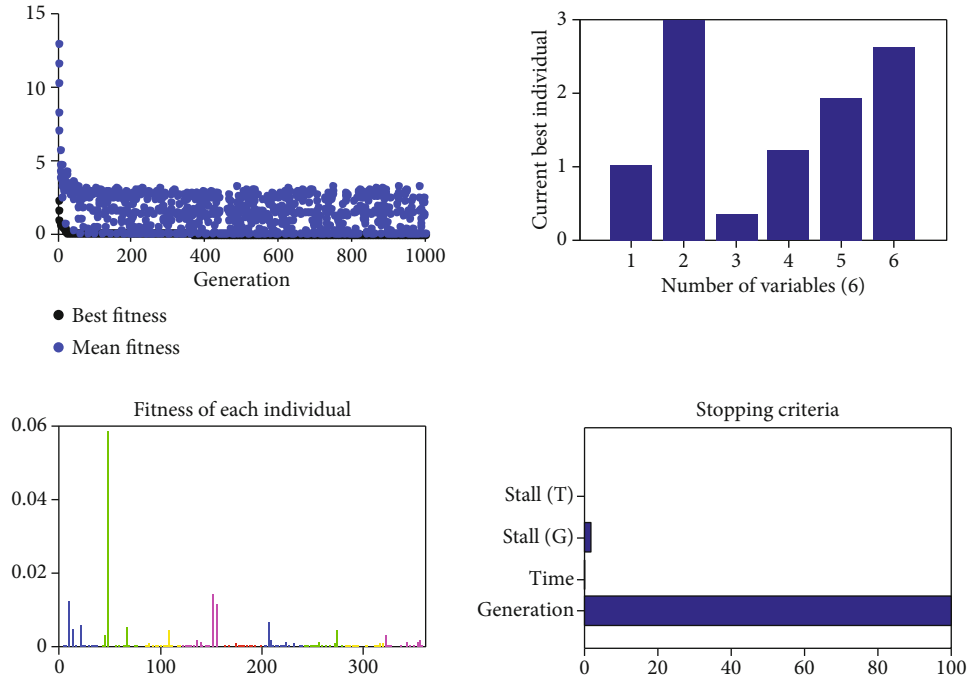 15
10
5
0
0 200 400 600 800 1000
Generation
Best fitness
Mean fitness
Current best individual
3
2
1
0
1 2 3 4 5 6
Number of variables (6)
Fitness of each individual
0.06
0.04
0.02
0
0 100 200 300
Stopping criteria
Stall (T)
Stall (G)
Time
Generation
0 20 40 60 80 100